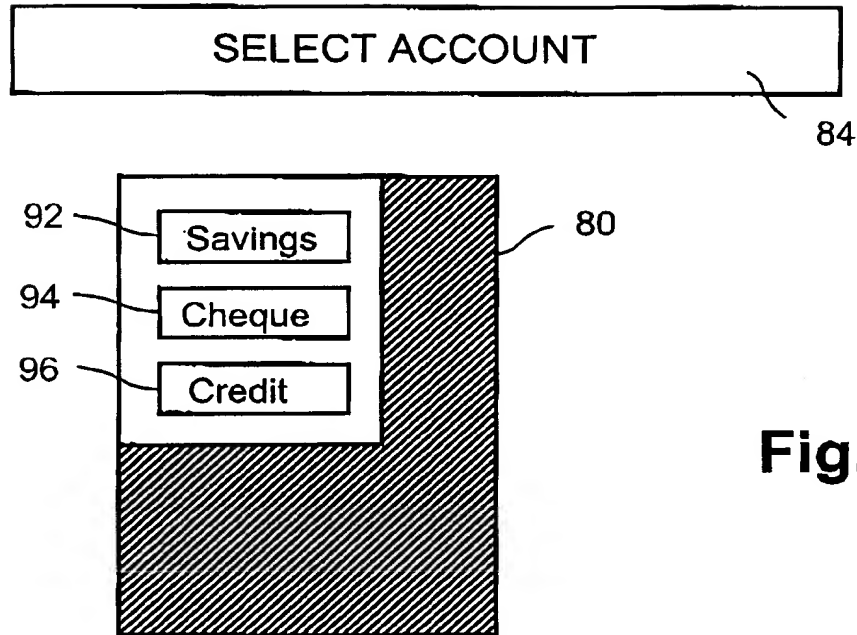 SELECT ACCOUNT
84
92
Savings
80
94
Cheque
96
Credit
Fig.